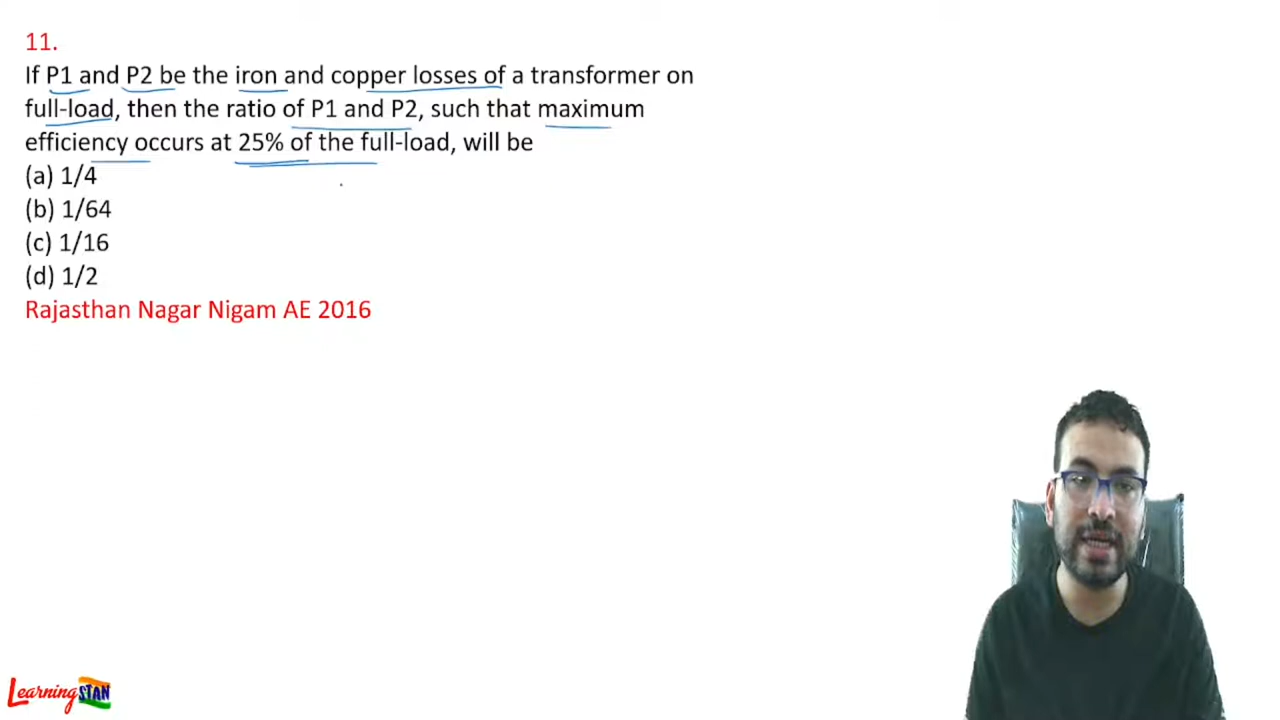 11.
If P1 and P2 be the iron and copper losses of a transformer on
full-load, then the ratio of P1 and P2, such that maximum
efficiency occurs at 25% of the full-load, will be
(a) 1/4
(b) 1/64
(c) 1/16
(d) 1/2
Rajasthan Nagar Nigam AE 2016
Learning STAN